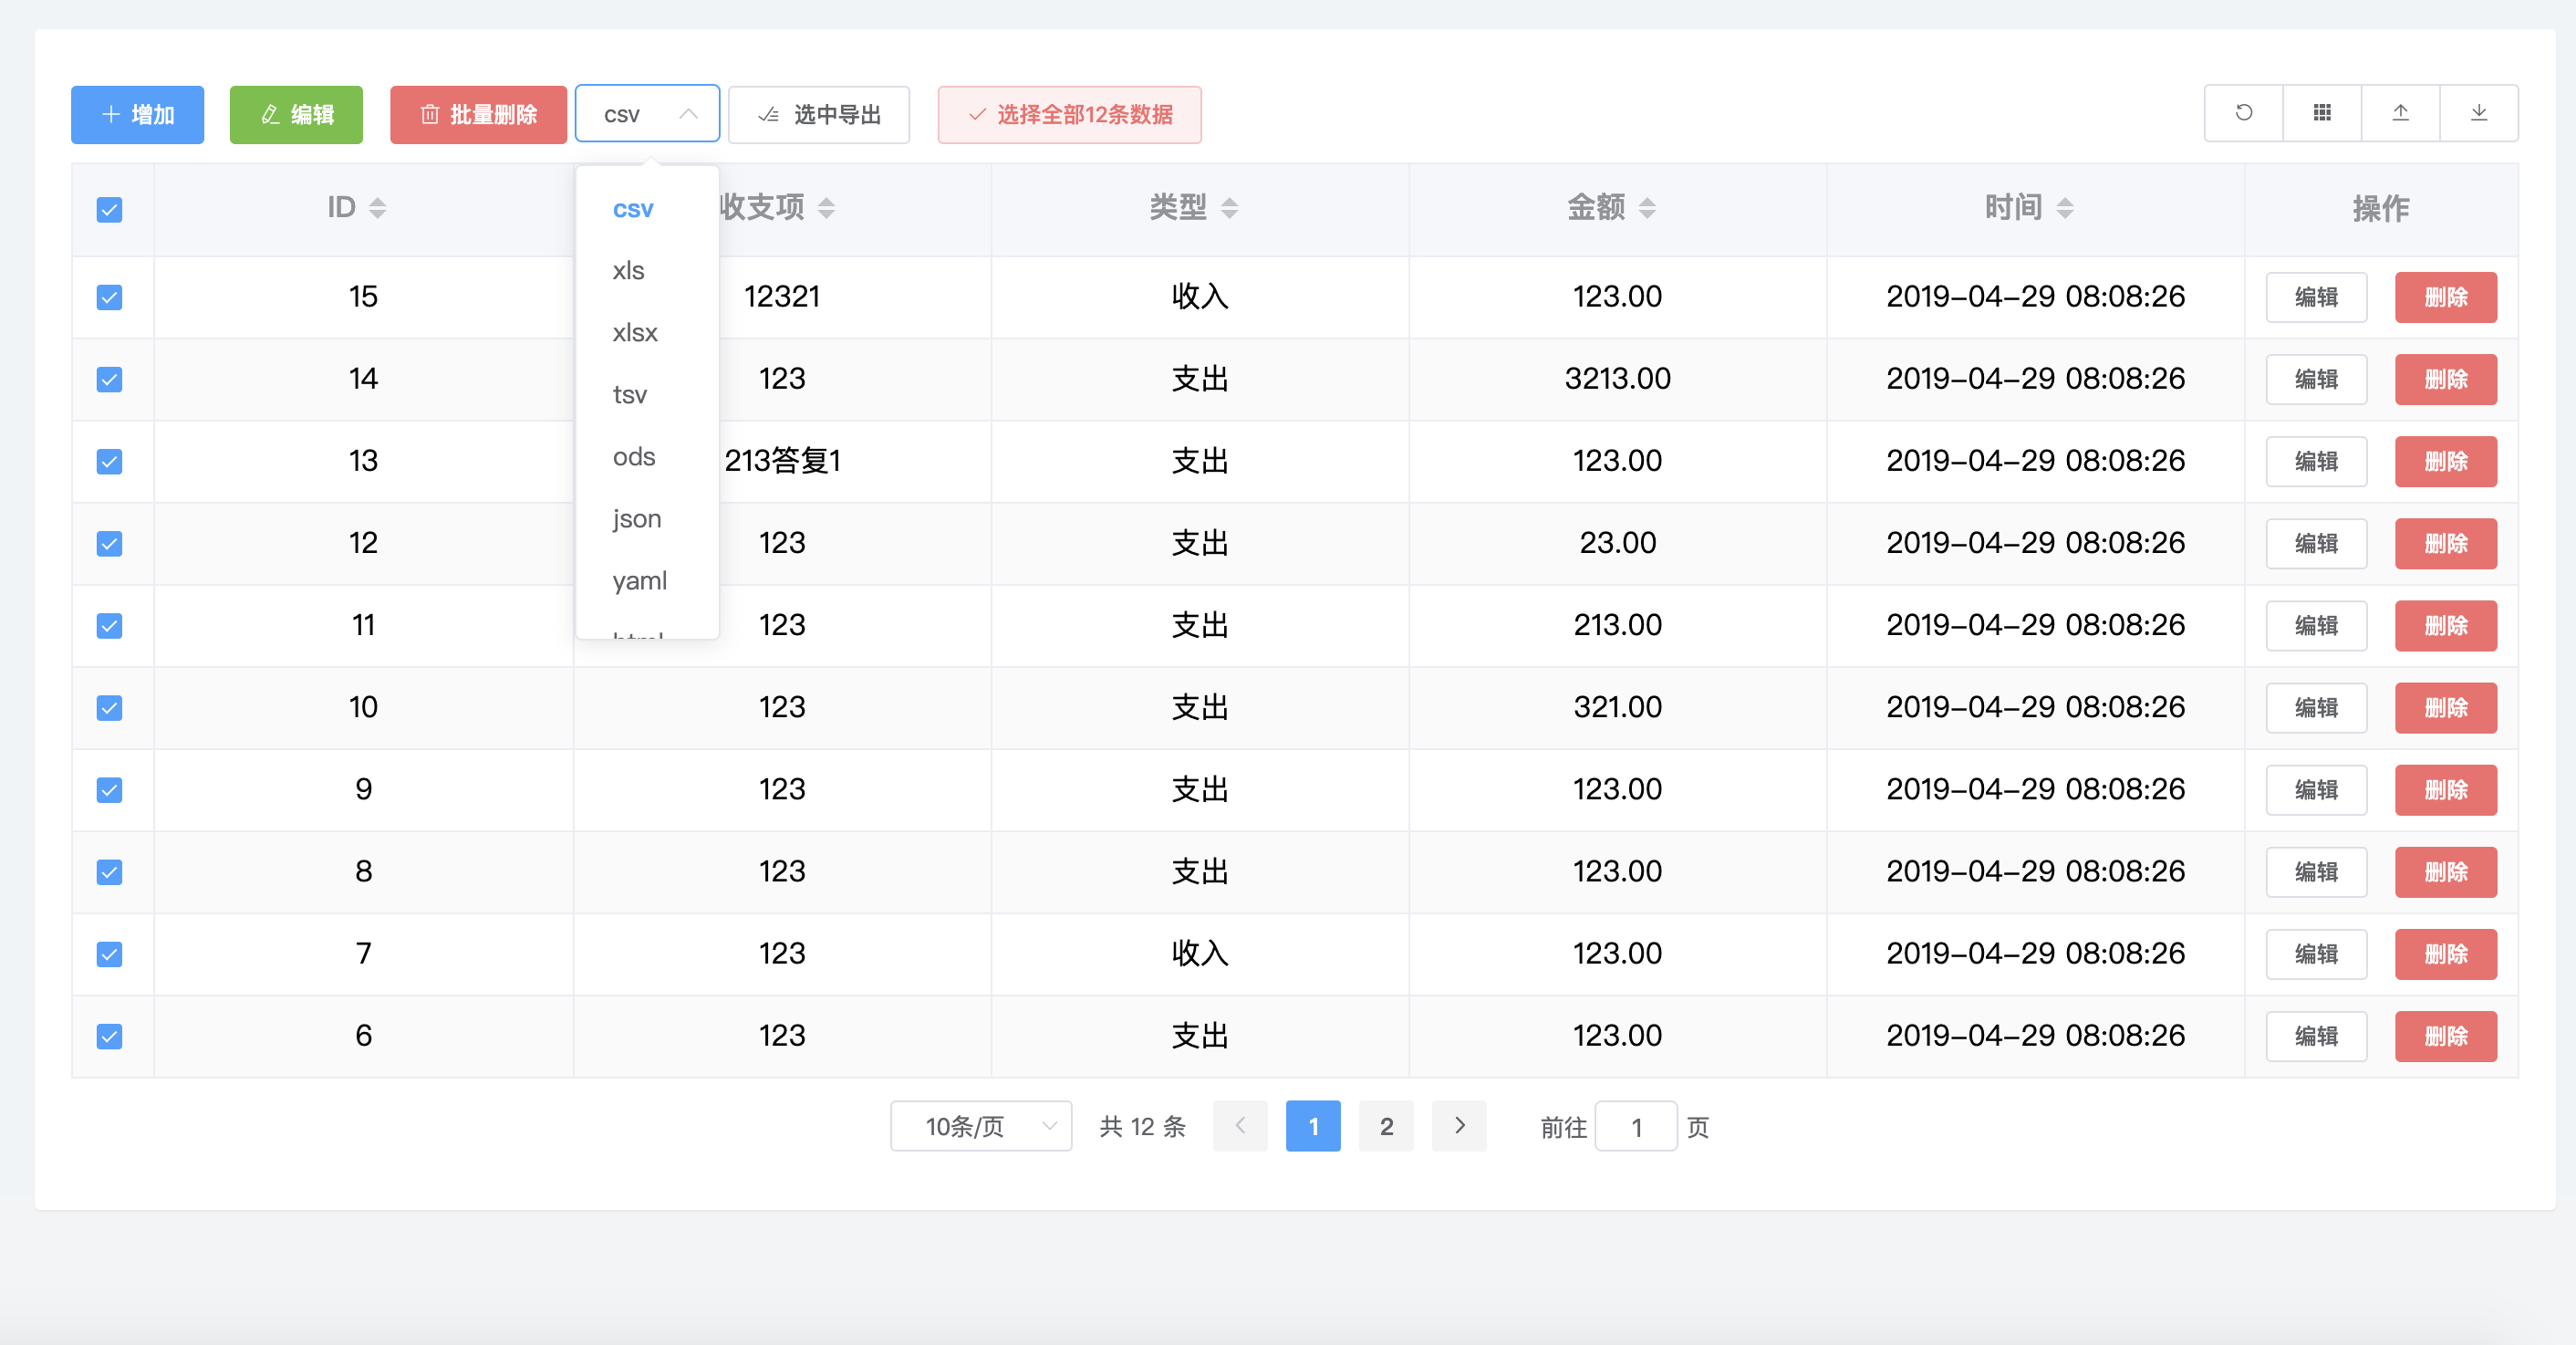 增加 编辑 批量删除 csv 选中导出 选择全部12条数据
ID 收支项 类型 金额 时间 操作
15 12321 收入 123.00 2019-04-29 08:08:26 编辑 删除
14 123 支出 3213.00 2019-04-29 08:08:26 编辑 删除
13 213答复1 支出 123.00 2019-04-29 08:08:26 编辑 删除
12 123 支出 23.00 2019-04-29 08:08:26 编辑 删除
11 123 支出 213.00 2019-04-29 08:08:26 编辑 删除
10 123 支出 321.00 2019-04-29 08:08:26 编辑 删除
9 123 支出 123.00 2019-04-29 08:08:26 编辑 删除
8 123 支出 123.00 2019-04-29 08:08:26 编辑 删除
7 123 收入 123.00 2019-04-29 08:08:26 编辑 删除
6 123 支出 123.00 2019-04-29 08:08:26 编辑 删除
csv
xls
xlsx
tsv
ods
json
yaml
html
10条/页 共 12 条 1 2 前往 1 页